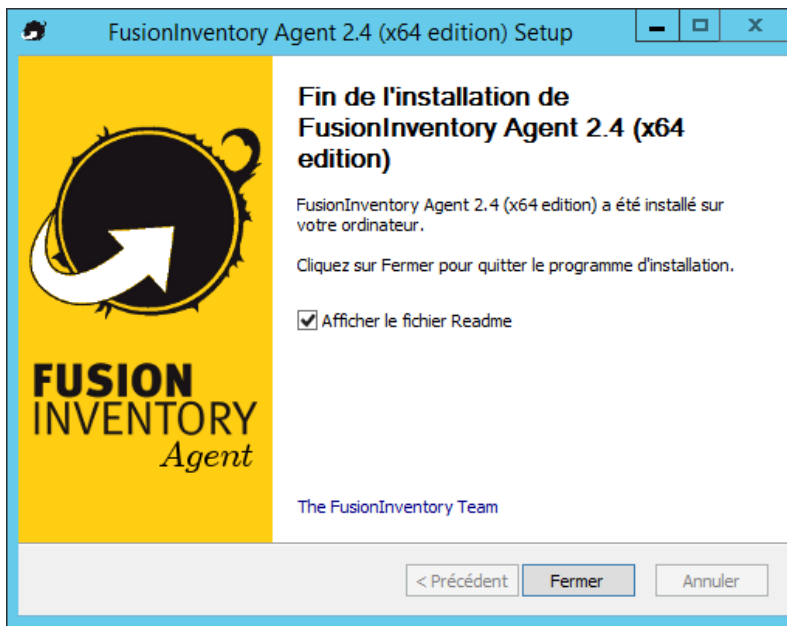 FusionInventory Agent 2.4 (x64 edition) Setup
Fin de l'installation de
FusionInventory Agent 2.4 (x64
edition)
FusionInventory Agent 2.4 (x64 edition) a été installé sur
votre ordinateur.
Cliquez sur Fermer pour quitter le programme d'installation.
Afficher le fichier Readme
FUSION
INVENTORY
Agent
The FusionInventory Team
< Précédent
Fermer
Annuler